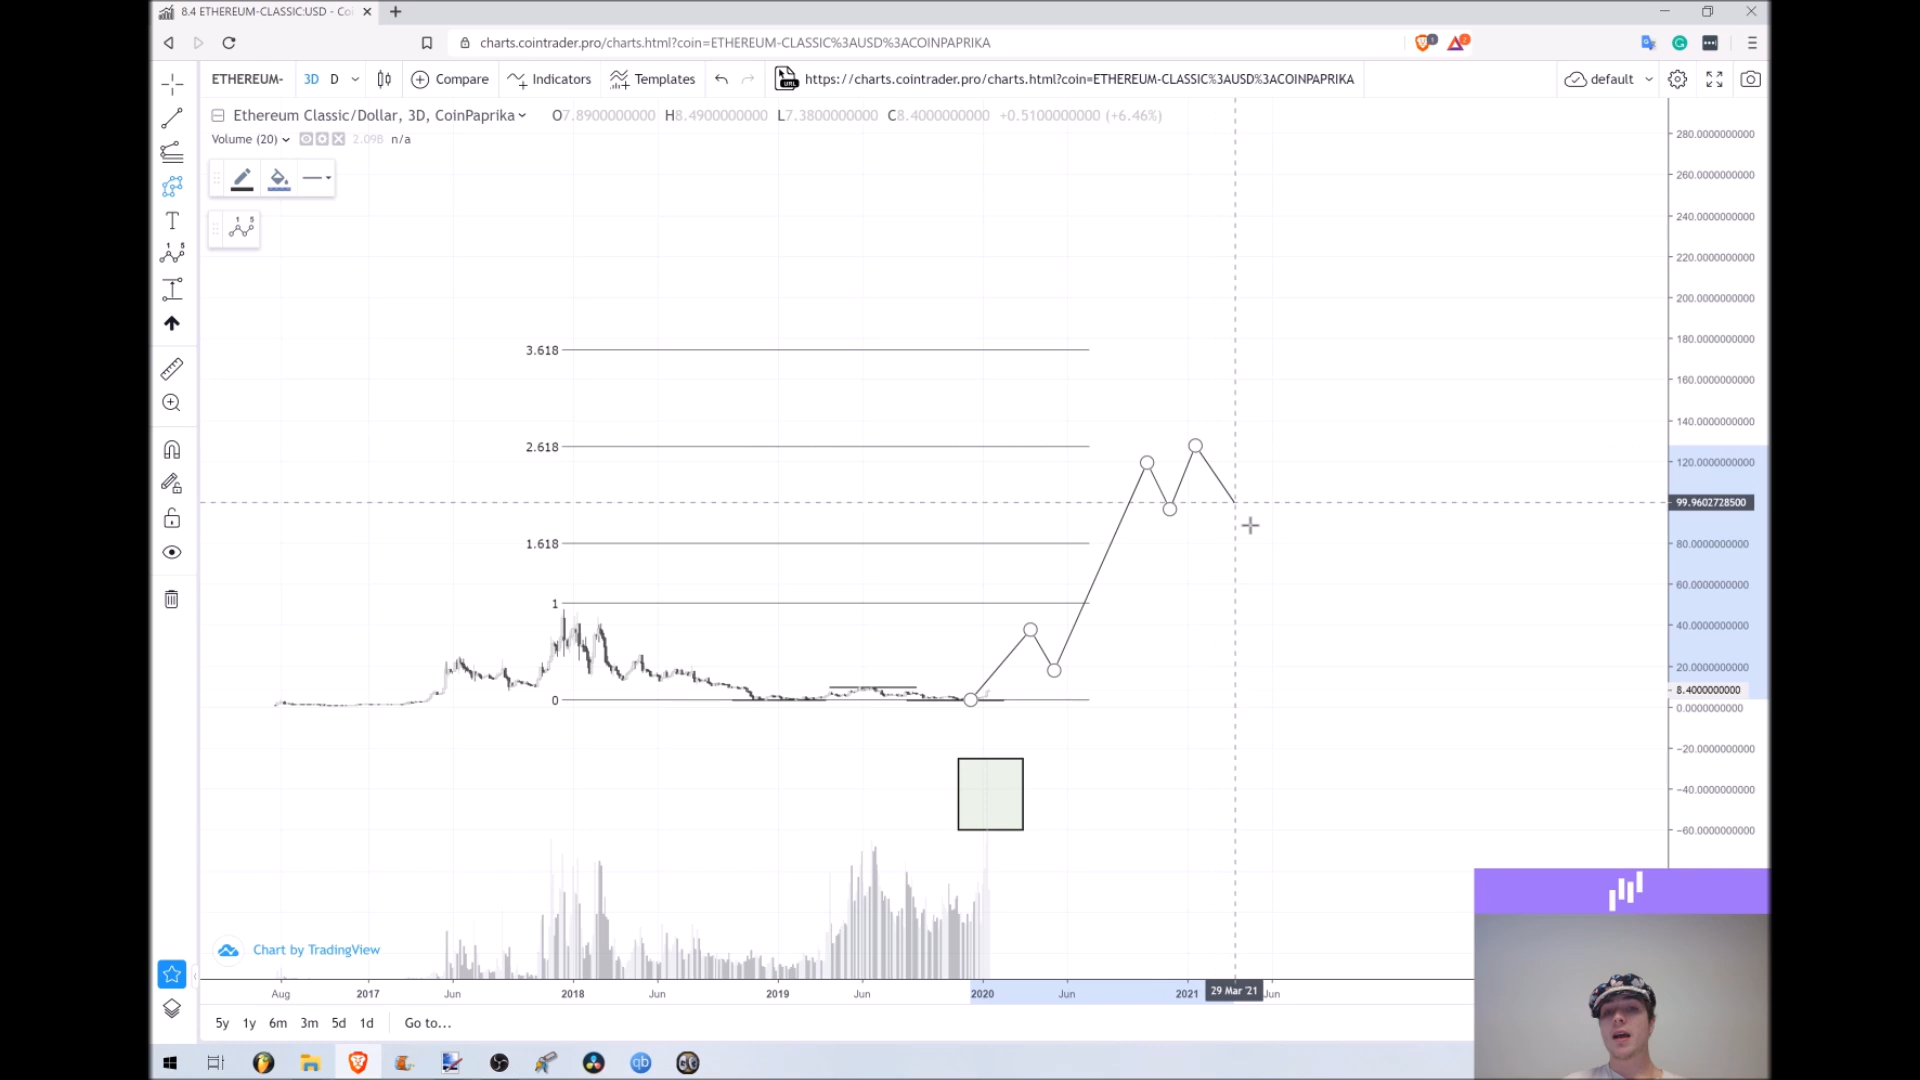 8.4 ETHEREUM-CLASSIC:USD - Co
charts.cointrader.pro/charts.html?coin=ETHEREUM-CLASSIC%3AUSD%3ACOINPAPRIKA
ETHEREUM- 3D D Compare Indicators Templates https://charts.cointrader.pro/charts.html?coin=ETHEREUM-CLASSIC%3AUSD%3ACOINPAPRIKA default
Ethereum Classic/Dollar, 3D, CoinPaprika O7.8900000000 H8.4900000000 L7.3800000000 C8.4000000000 +0.5100000000 (+6.46%)
Volume (20) 2.09B n/a
280.0000000000
260.0000000000
240.0000000000
220.0000000000
200.0000000000
180.0000000000
3.618
160.0000000000
140.0000000000
2.618
120.0000000000
99.9602728500
1.618
80.0000000000
60.0000000000
1
40.0000000000
20.0000000000
8.4000000000
0
0.0000000000
−20.0000000000
−40.0000000000
−60.0000000000
Chart by TradingView
Aug 2017 Jun 2018 Jun 2019 Jun 2020 Jun 2021 29 Mar '21 Jun
5y 1y 6m 3m 5d 1d Go to...
qb